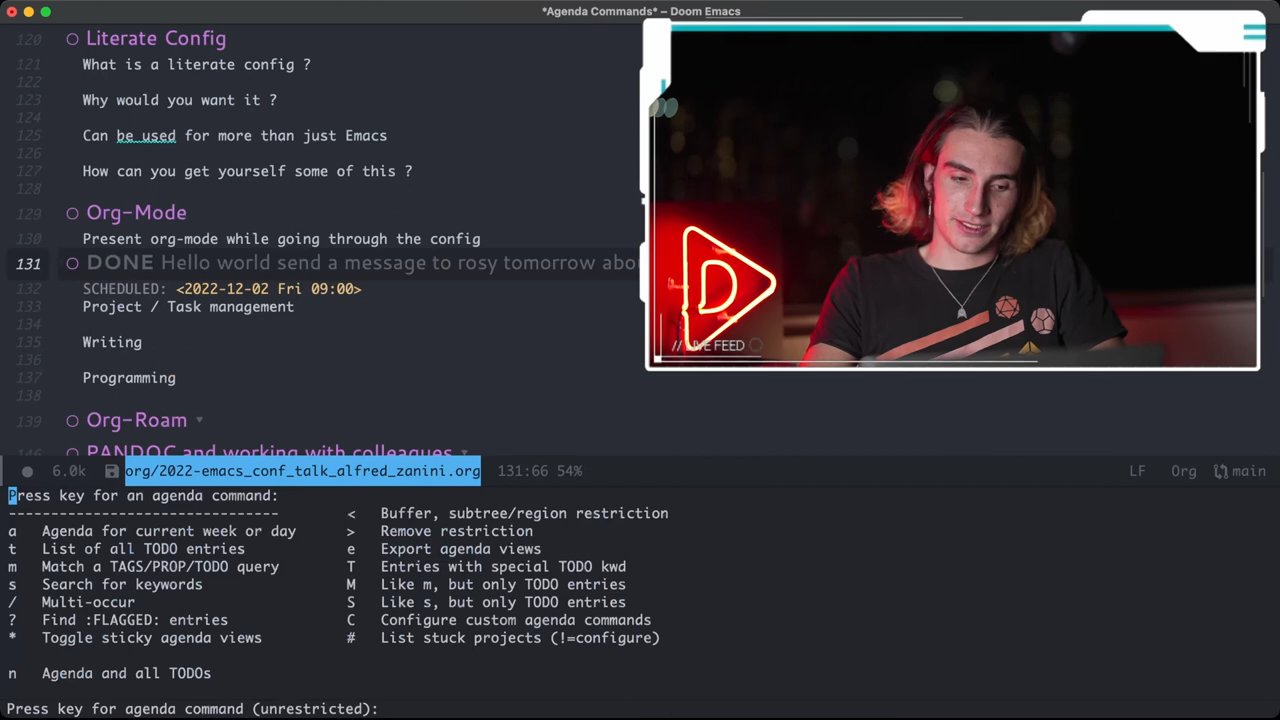 *Agenda Commands* – Doom Emacs
120 Literate Config
121 What is a literate config ?
122
123 Why would you want it ?
124
125 Can be used for more than just Emacs
126
127 How can you get yourself some of this ?
128
129 Org-Mode
130 Present org-mode while going through the config
131 DONE Hello world send a message to rosy tomorrow
132 SCHEDULED: <2022-12-02 Fri 09:00>
133 Project / Task management
134
135 Writing
136
137 Programming
138
139 Org-Roam
146 PANDOC and working with colleagues
D
// LIVE FEED
6.0k org/2022-emacs_conf_talk_alfred_zanini.org 131:66 54% LF Org main
Press key for an agenda command:
-------------------------------- < Buffer, subtree/region restriction
a Agenda for current week or day > Remove restriction
t List of all TODO entries e Export agenda views
m Match a TAGS/PROP/TODO query T Entries with special TODO kwd
s Search for keywords M Like m, but only TODO entries
/ Multi-occur S Like s, but only TODO entries
? Find :FLAGGED: entries C Configure custom agenda commands
* Toggle sticky agenda views # List stuck projects (!=configure)
n Agenda and all TODOs
Press key for agenda command (unrestricted):